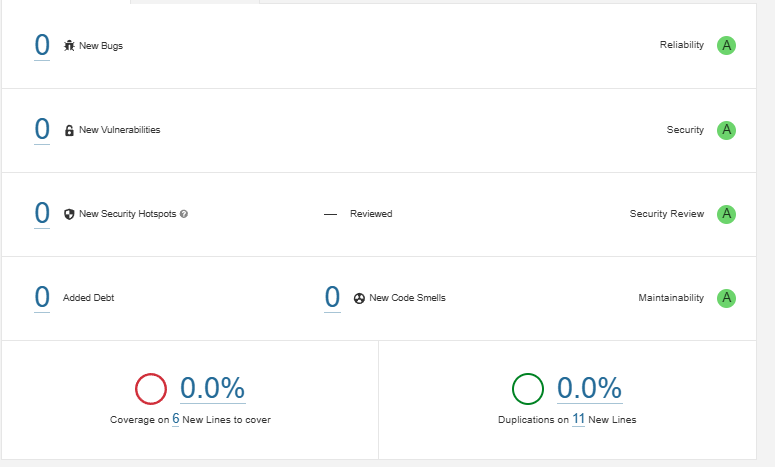 0 New Bugs Reliability A
0 New Vulnerabilities Security A
0 New Security Hotspots ? — Reviewed Security Review A
0 Added Debt 0 New Code Smells Maintainability A
0.0%
Coverage on 6 New Lines to cover
0.0%
Duplications on 11 New Lines